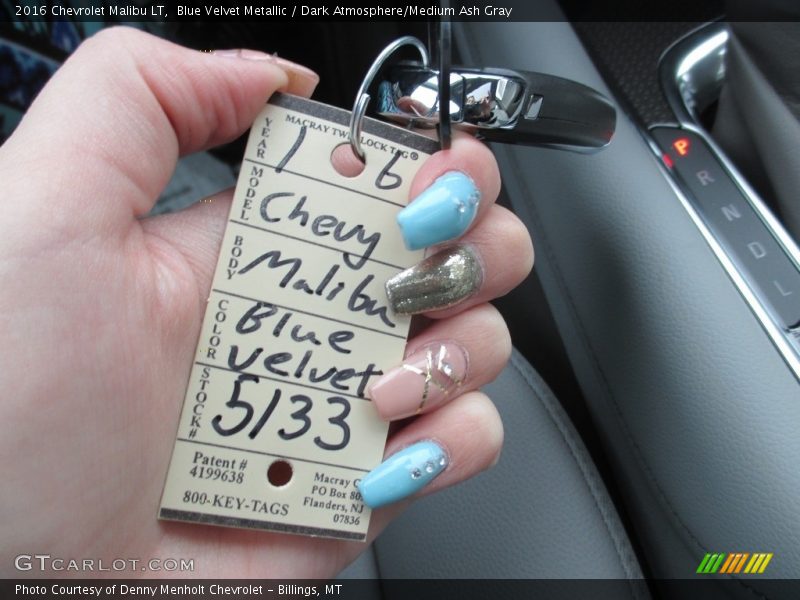 2016 Chevrolet Malibu LT,  Blue Velvet Metallic / Dark Atmosphere/Medium Ash Gray
MACRAY TWIN LOCK TAG®
YEAR 1 6
MODEL Chevy
BODY Malibu
COLOR Blue
Velvet
STOCK# 5133
Patent #
4199638
800-KEY-TAGS
Macray
PO Box
Flanders, NJ
07836
P
R
N
D
L
GTCARLOT.COM
Photo Courtesy of Denny Menholt Chevrolet - Billings, MT